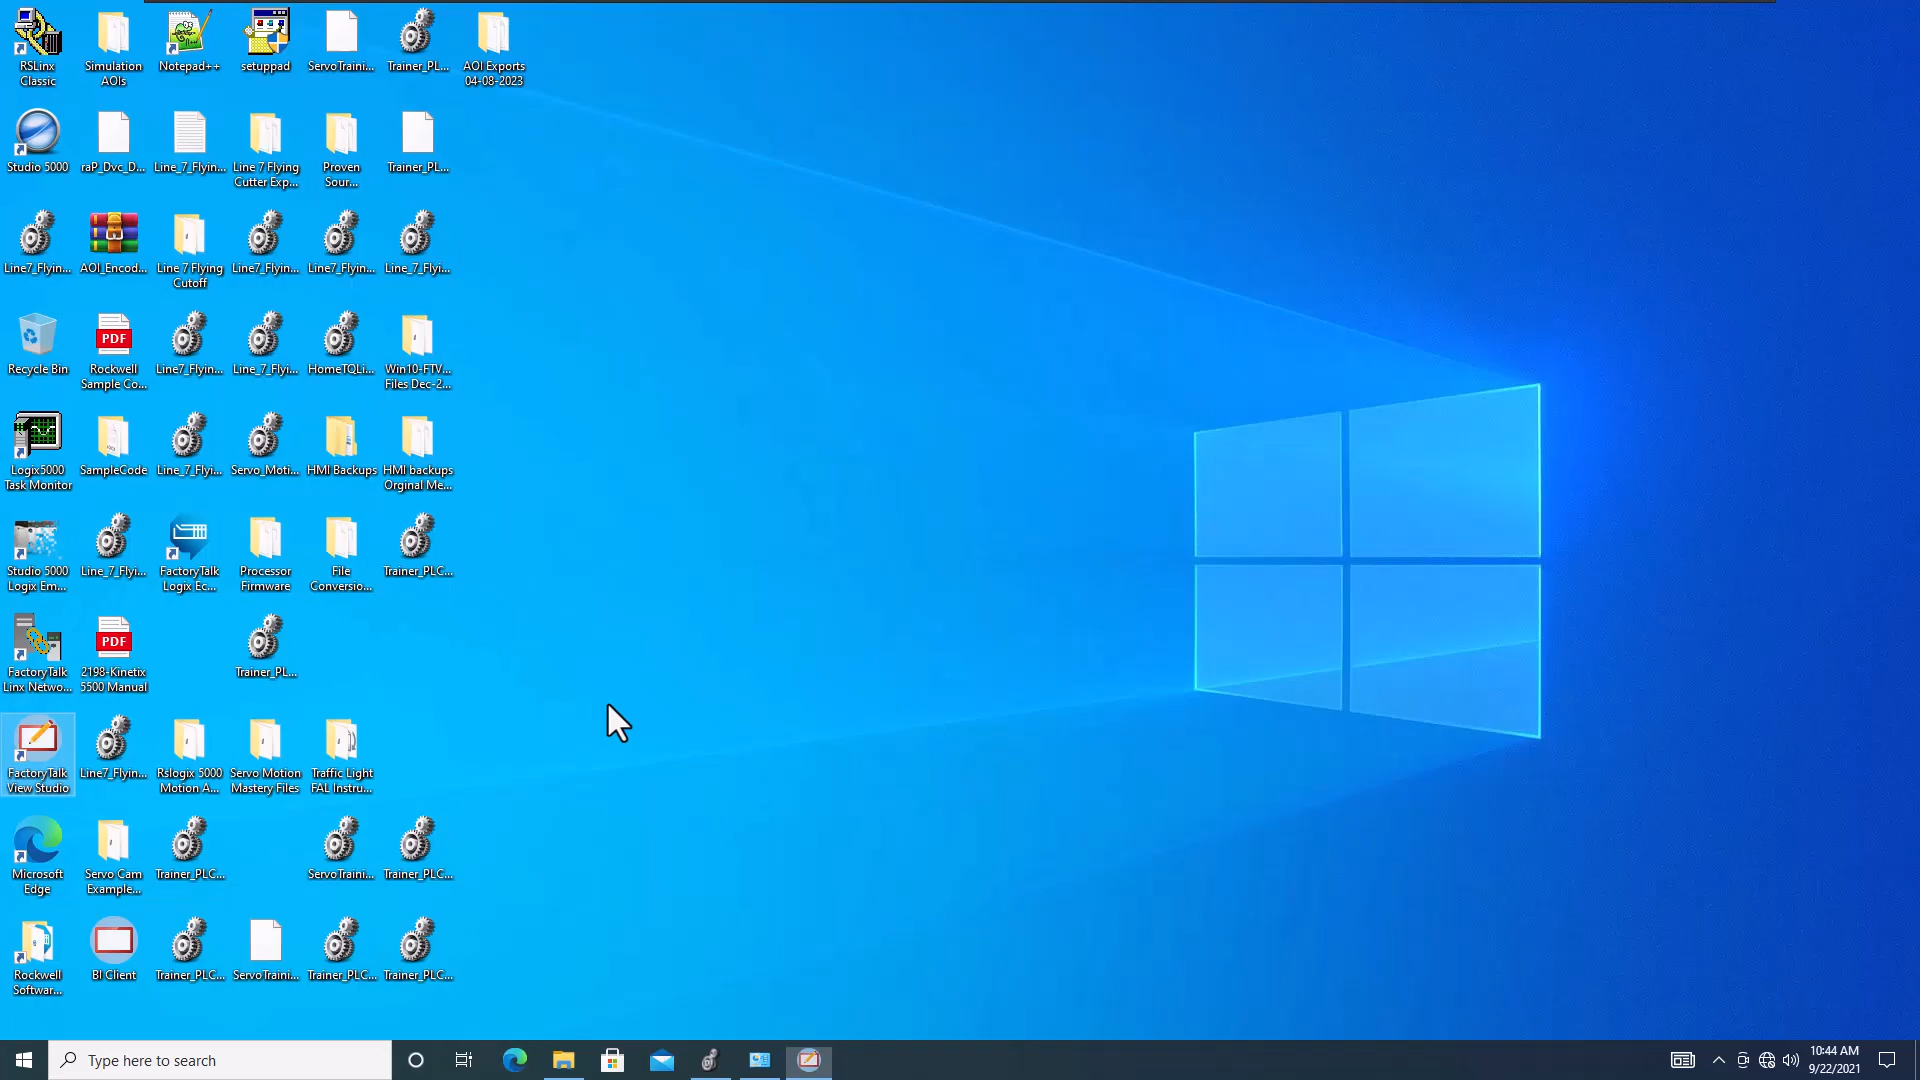 RSLinx
Classic
Simulation
AOIs
Notepad++
setuppad
ServoTraini...
Trainer_PL...
AOI Exports
04-08-2023
Studio 5000
raP_Dvc_D...
Line_7_Flyin...
Line 7 Flying
Cutter Exp...
Proven
Sour...
Trainer_PL...
Line7_Flyin...
AOI_Encod...
Line 7 Flying
Cutoff
Line7_Flyin...
Line7_Flyin...
Line_7_Flyi...
Recycle Bin
PDF
Rockwell
Sample Co...
Line7_Flyin...
Line_7_Flyi...
HomeTQLi...
Win10-FTV...
Files Dec-2...
Logix5000
Task Monitor
SampleCode
Line_7_Flyi...
Servo_Moti...
HMI Backups
HMI backups
Orginal Me...
Studio 5000
Logix Em...
Line_7_Flyi...
FactoryTalk
Logix Ec...
Processor
Firmware
File
Conversio...
Trainer_PLC...
FactoryTalk
Linx Netwo...
PDF
2198-Kinetix
5500 Manual
Trainer_PL...
FactoryTalk
View Studio
Line7_Flyin...
Rslogix 5000
Motion A...
Servo Motion
Mastery Files
Traffic Light
FAL Instru...
Microsoft
Edge
Servo Cam
Example...
Trainer_PLC...
ServoTraini...
Trainer_PLC...
Rockwell
Softwar...
BI Client
Trainer_PLC...
ServoTraini...
Trainer_PLC...
Trainer_PLC...
Type here to search
10:44 AM
9/22/2021